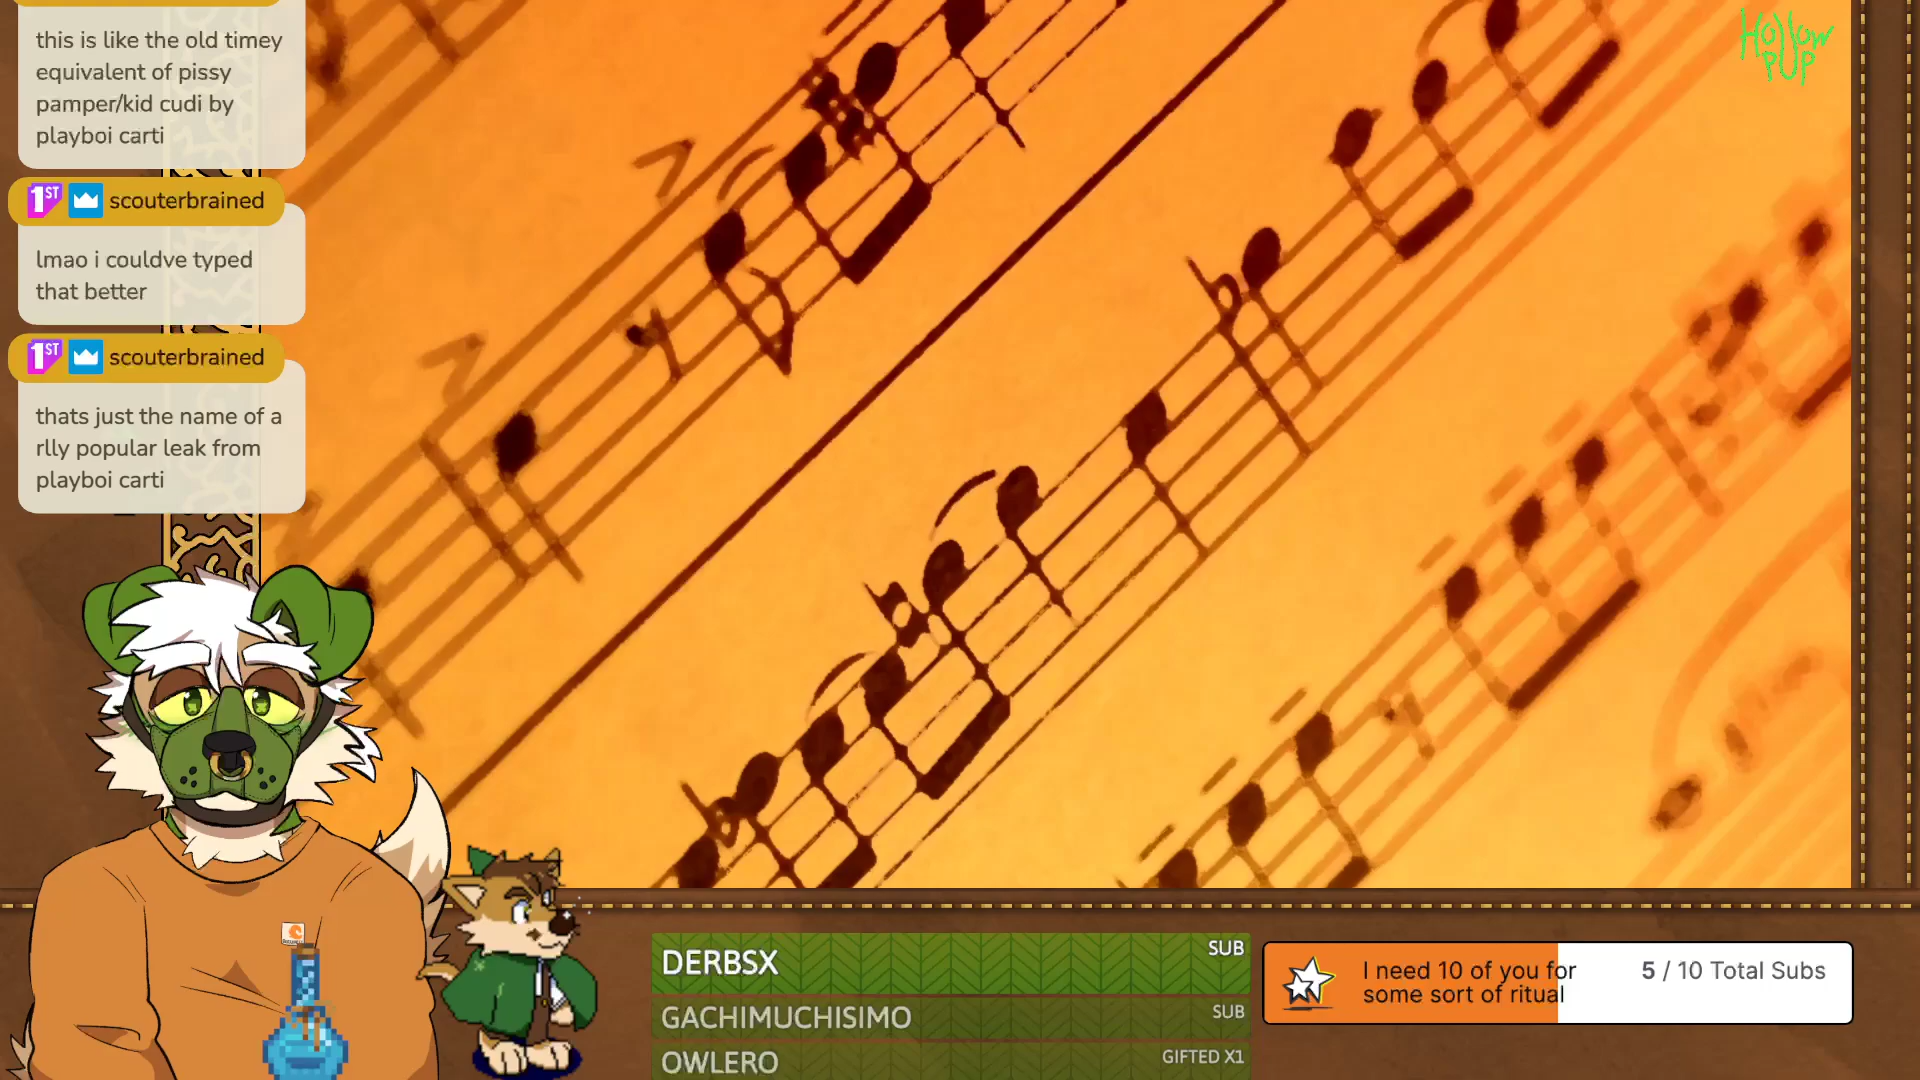 this is like the old timey
equivalent of pissy
pamper/kid cudi by
playboi carti
1ST scouterbrained
lmao i couldve typed
that better
1ST scouterbrained
thats just the name of a
rlly popular leak from
playboi carti
HOllOW
PUP
DERBSX SUB
GACHIMUCHISIMO SUB
OWLERO GIFTED X1
I need 10 of you for
some sort of ritual
5 / 10 Total Subs